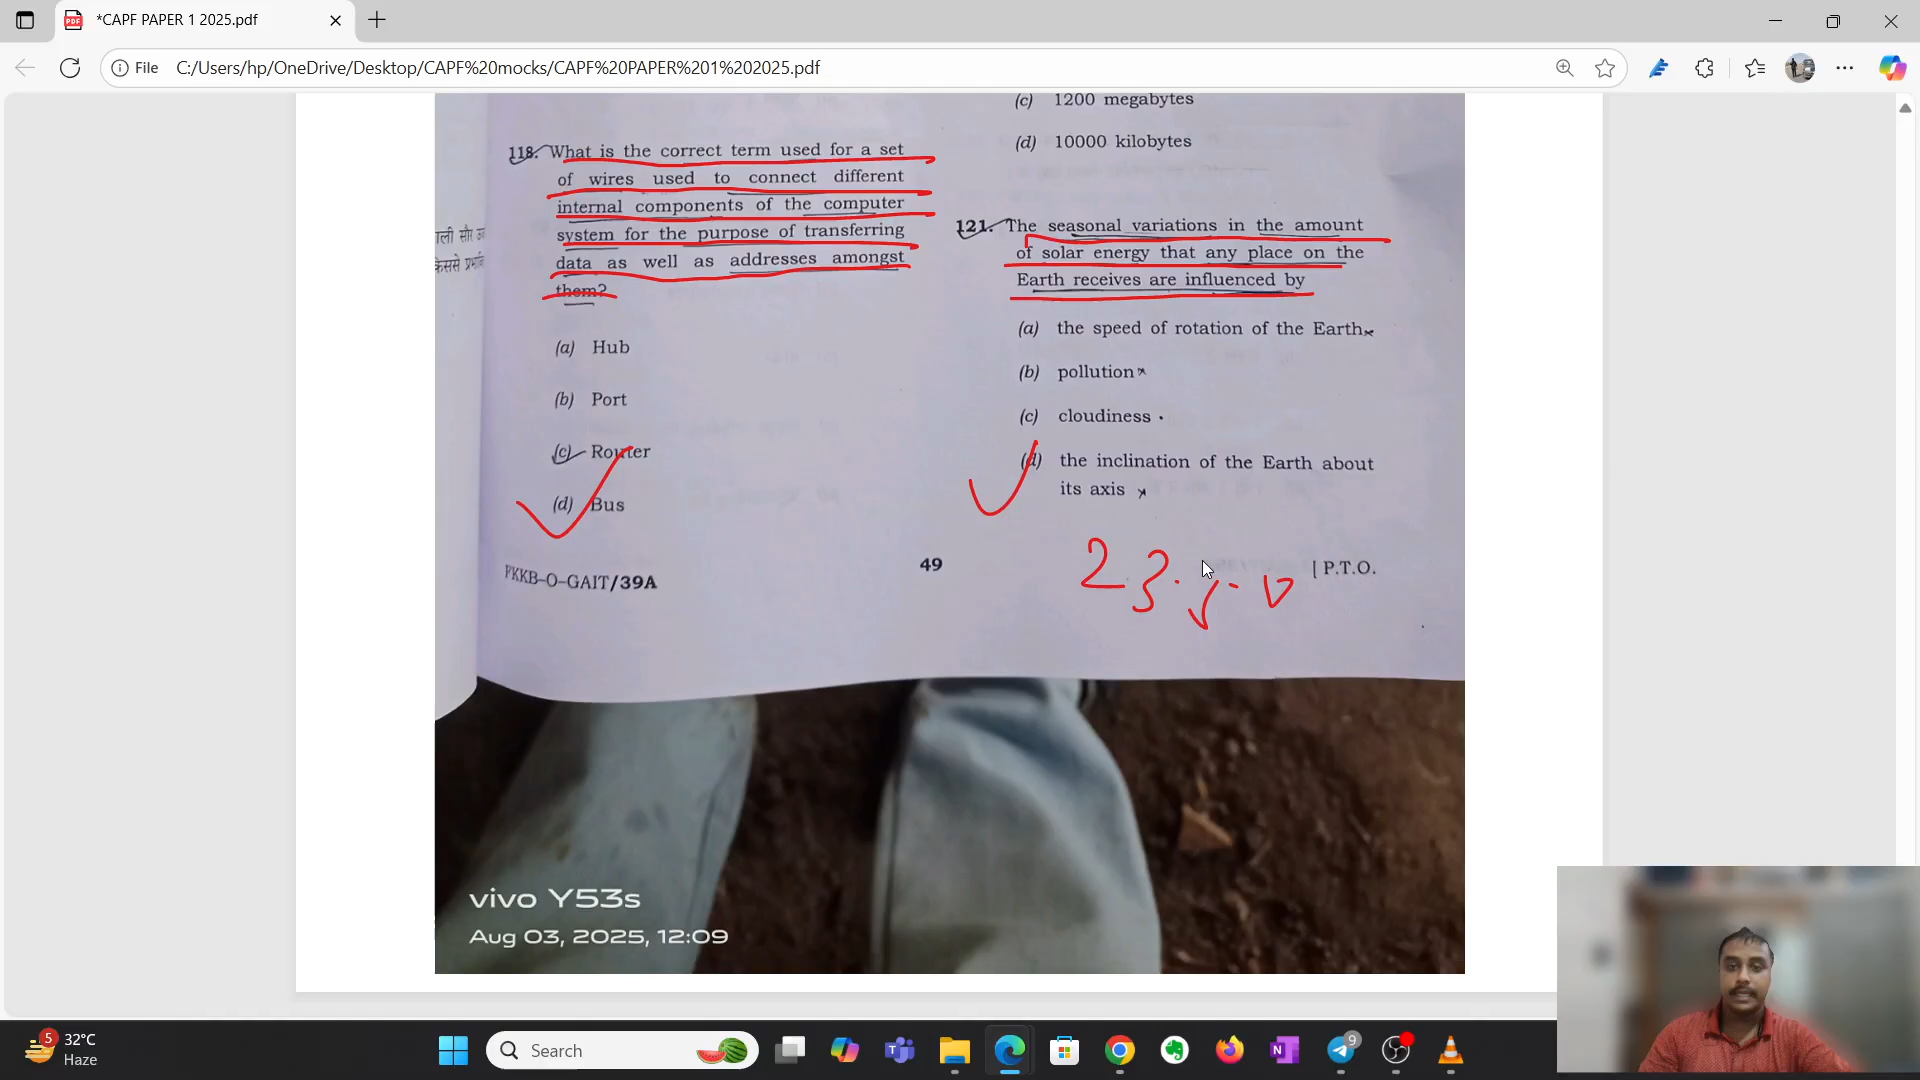 *CAPF PAPER 1 2025.pdf
File C:/Users/hp/OneDrive/Desktop/CAPF%20mocks/CAPF%20PAPER%201%202025.pdf
118. What is the correct term used for a set
of wires used to connect different
internal components of the computer
system for the purpose of transferring
data as well as addresses amongst
them?
(a) Hub
(b) Port
(c) Router
(d) Bus
FKKB-O-GAIT/39A
49
(c) 1200 megabytes
(d) 10000 kilobytes
121. The seasonal variations in the amount
of solar energy that any place on the
Earth receives are influenced by
(a) the speed of rotation of the Earth
(b) pollution
(c) cloudiness
(d) the inclination of the Earth about
its axis
[ P.T.O.
vivo Y53s
Aug 03, 2025, 12:09
5
32°C
Haze
Search
9